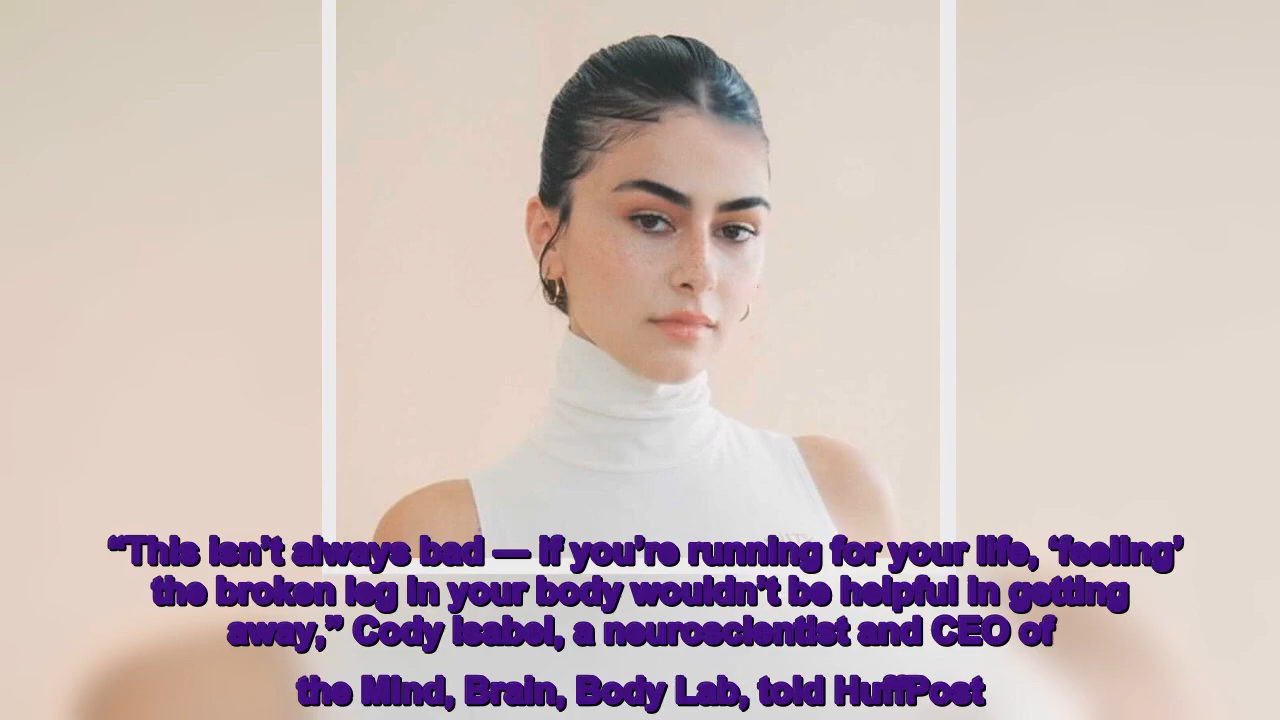 “This isn’t always bad — if you’re running for your life, ‘feeling’
the broken leg in your body wouldn’t be helpful in getting
away,” Cody Isabel, a neuroscientist and CEO of
the Mind, Brain, Body Lab, told HuffPost